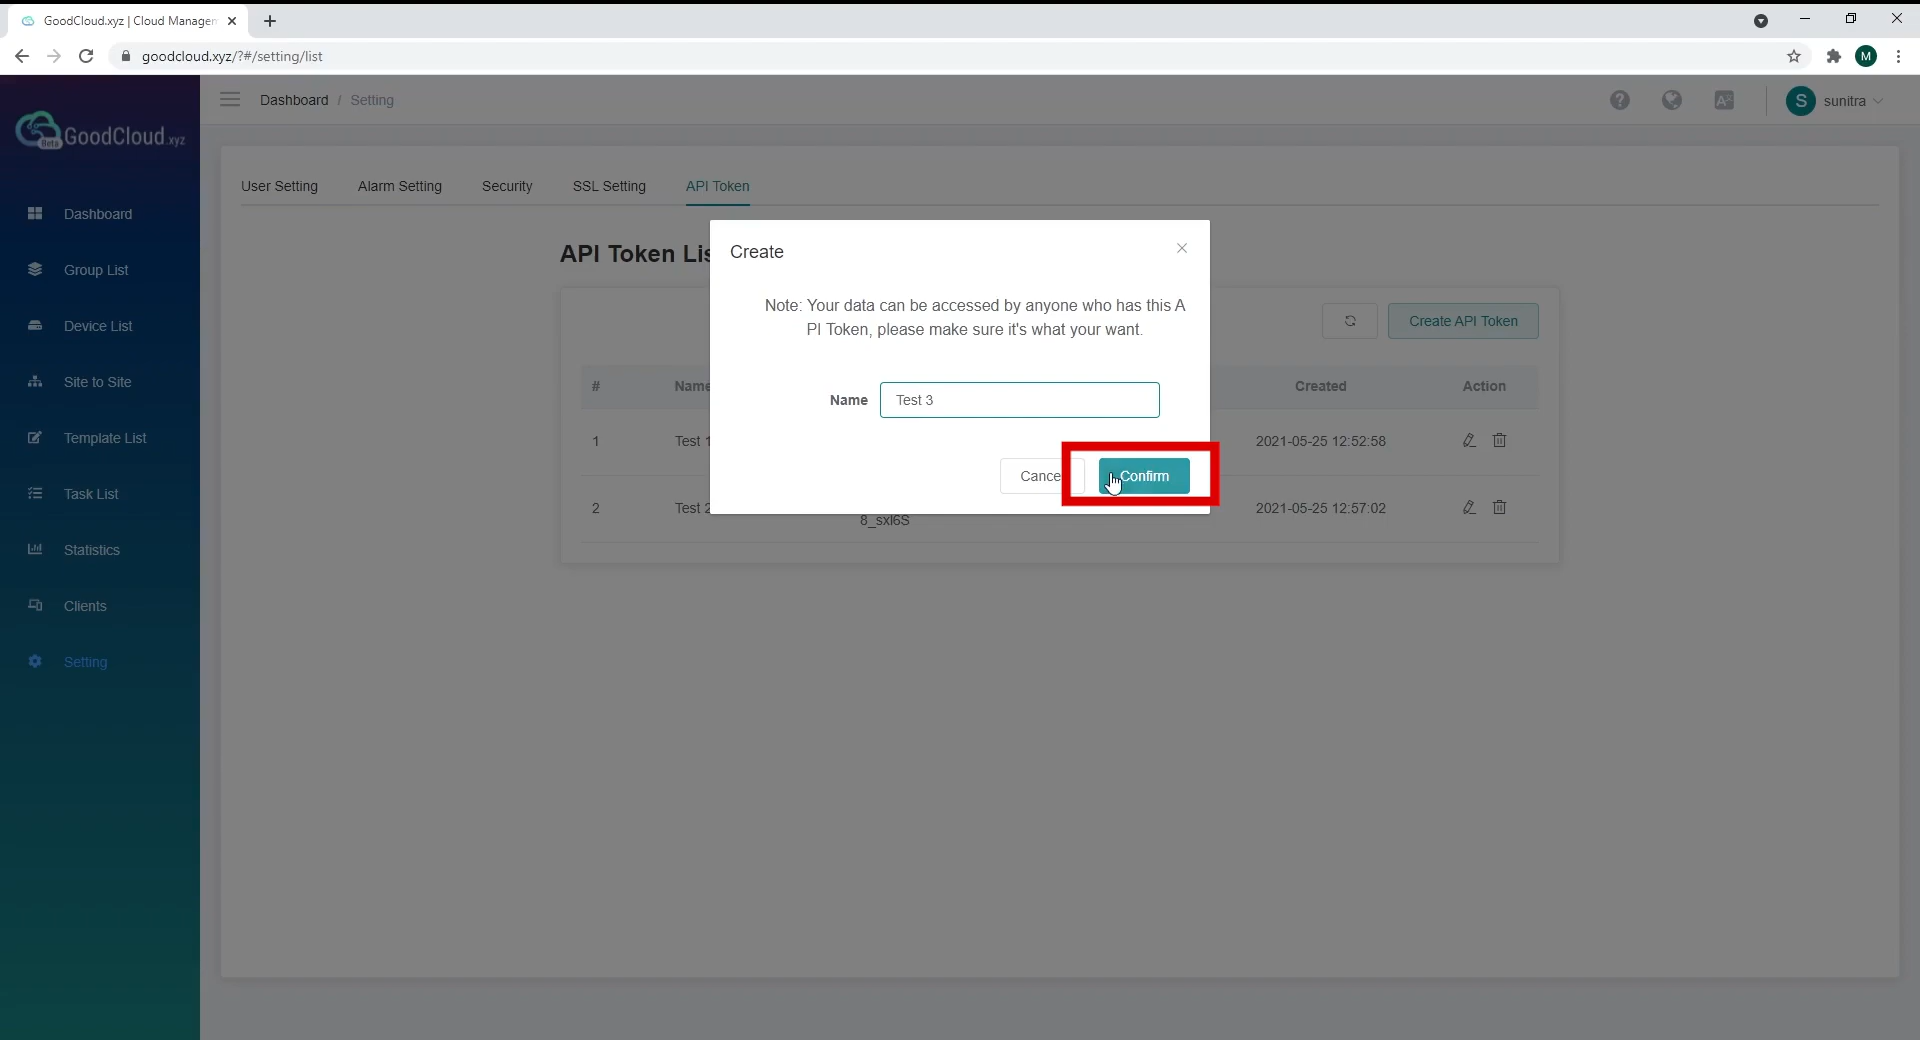 GoodCloud.xyz | Cloud Managem
goodcloud.xyz/?#/setting/list
M
GoodCloud.xyz
Beta
Dashboard / Setting
S sunitra
Dashboard
Group List
Device List
Site to Site
Template List
Task List
Statistics
Clients
Setting
User Setting Alarm Setting Security SSL Setting API Token
API Token Lis
Create API Token
# Name Created Action
1 Test 1 2021-05-25 12:52:58
2 Test 2 8_sxl6S 2021-05-25 12:57:02
Create
Note: Your data can be accessed by anyone who has this A
PI Token, please make sure it's what your want.
Name Test 3
Cance Confirm